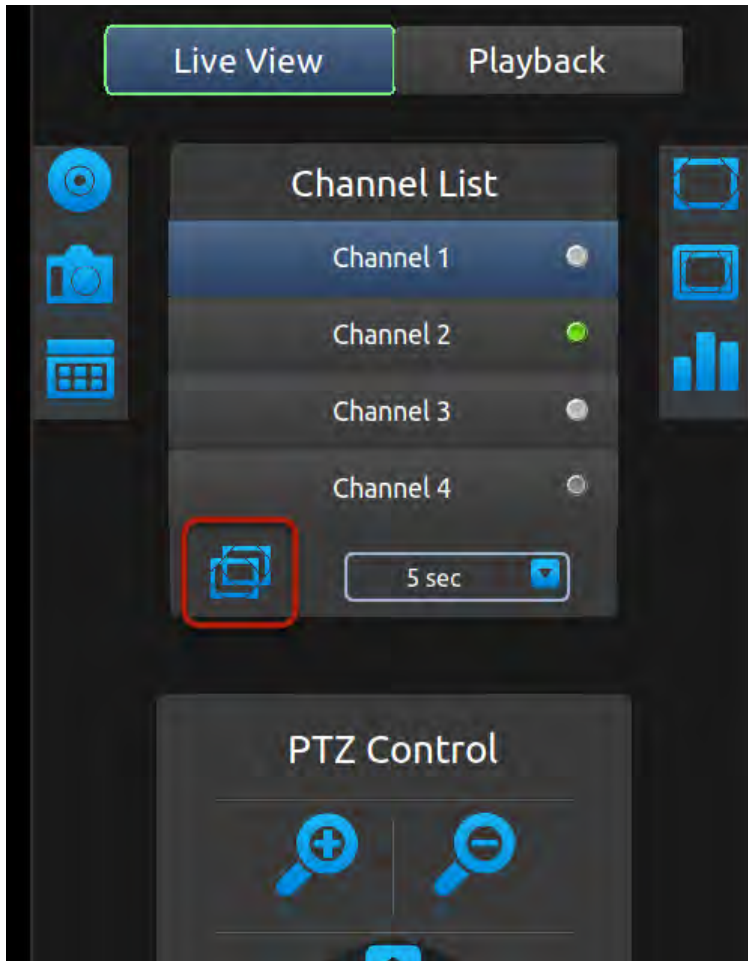 Live View Playback
Channel List
Channel 1
Channel 2
Channel 3
Channel 4
5 sec
PTZ Control